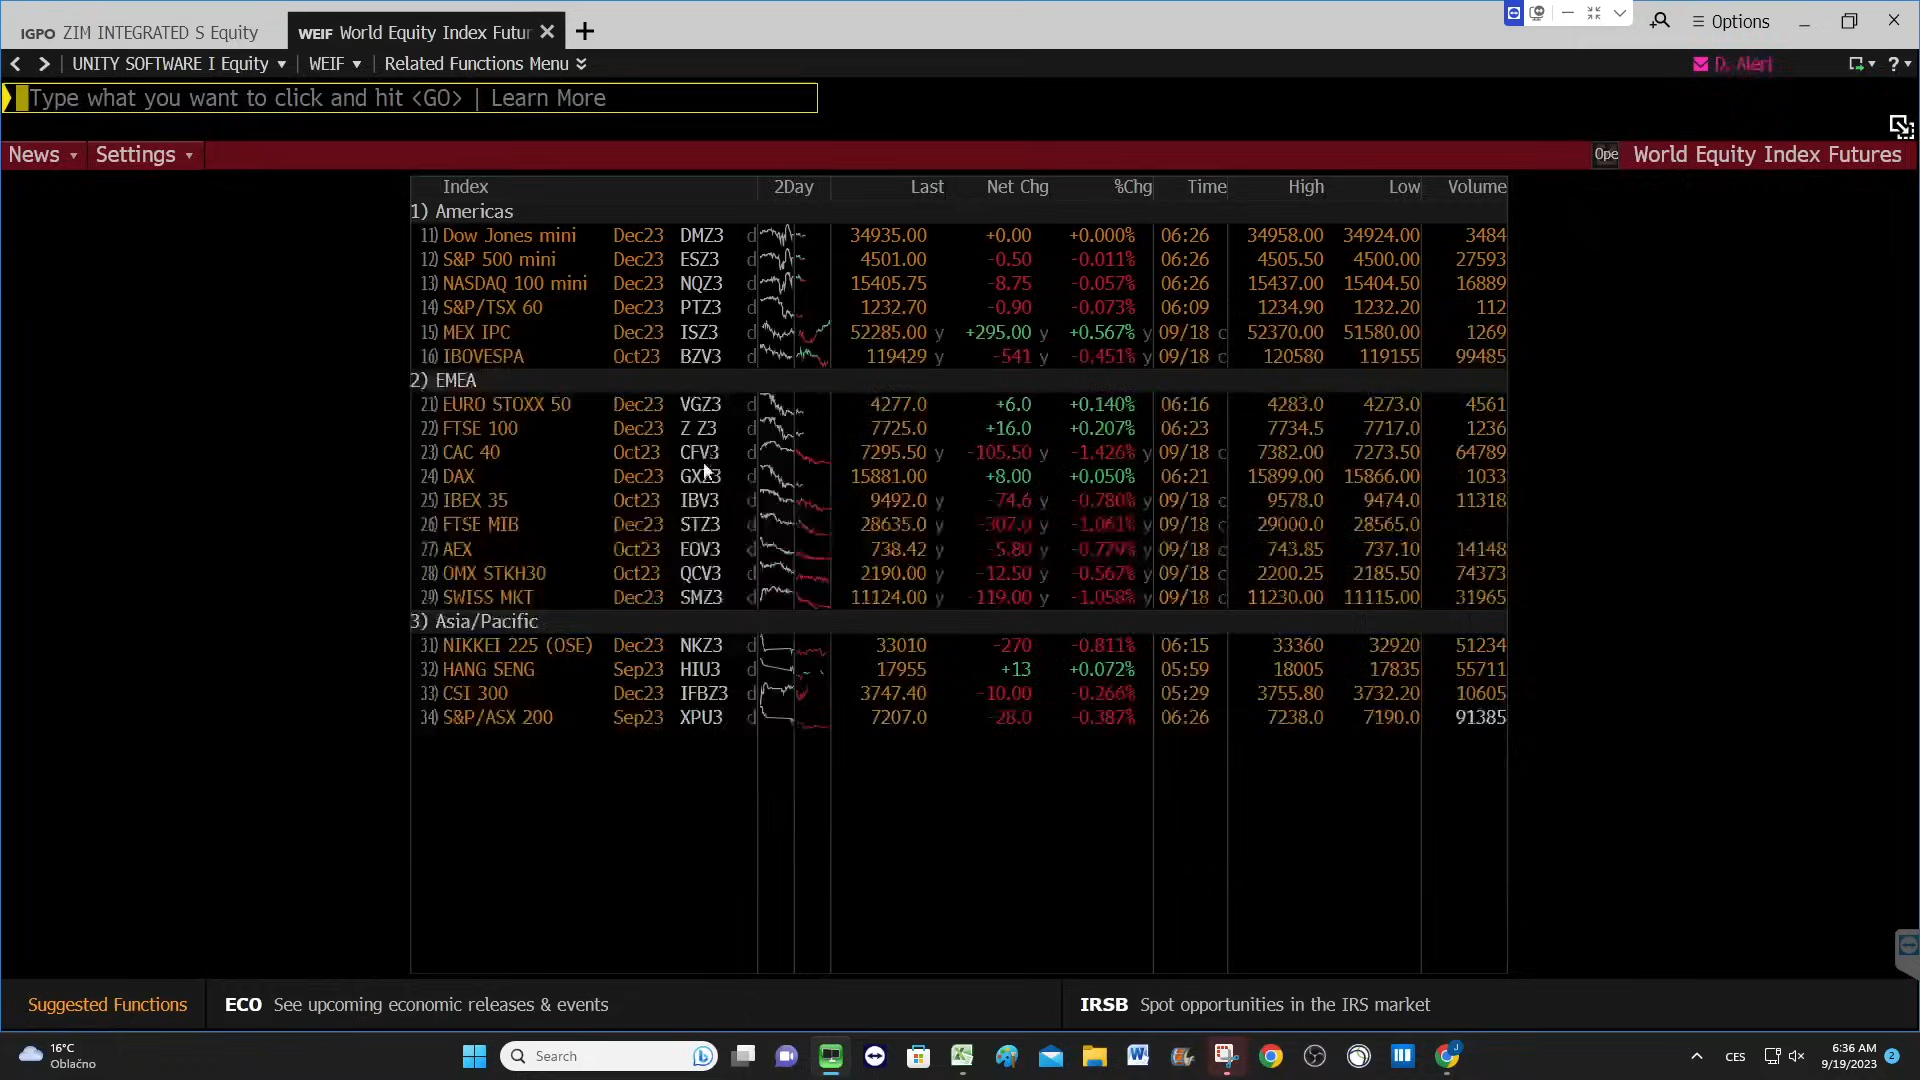 IGPO ZIM INTEGRATED S Equity WEIF World Equity Index Futur
Options
UNITY SOFTWARE I Equity WEIF Related Functions Menu
Type what you want to click and hit <GO> | Learn More
News Settings Ope World Equity Index Futures
Index 2Day Last Net Chg %Chg Time High Low Volume
1) Americas
11) Dow Jones mini Dec23 DMZ3 d 34935.00 +0.00 +0.000% 06:26 34958.00 34924.00 3484
12) S&P 500 mini Dec23 ESZ3 d 4501.00 -0.50 -0.011% 06:26 4505.50 4500.00 27593
13) NASDAQ 100 mini Dec23 NQZ3 d 15405.75 -8.75 -0.057% 06:26 15437.00 15404.50 16889
14) S&P/TSX 60 Dec23 PTZ3 d 1232.70 -0.90 -0.073% 06:09 1234.90 1232.20 112
15) MEX IPC Dec23 ISZ3 d 52285.00 y +295.00 y +0.567% y 09/18 c 52370.00 51580.00 1269
16) IBOVESPA Oct23 BZV3 d 119429 y -541 y -0.451% y 09/18 c 120580 119155 99485
2) EMEA
21) EURO STOXX 50 Dec23 VGZ3 d 4277.0 +6.0 +0.140% 06:16 4283.0 4273.0 4561
22) FTSE 100 Dec23 Z Z3 d 7725.0 +16.0 +0.207% 06:23 7734.5 7717.0 1236
23) CAC 40 Oct23 CFV3 d 7295.50 y -105.50 y -1.426% y 09/18 c 7382.00 7273.50 64789
24) DAX Dec23 GXZ3 d 15881.00 +8.00 +0.050% 06:21 15899.00 15866.00 1033
25) IBEX 35 Oct23 IBV3 d 9492.0 y -74.6 y -0.780% y 09/18 c 9578.0 9474.0 11318
26) FTSE MIB Dec23 STZ3 d 28635.0 y -307.0 y -1.061% y 09/18 c 29000.0 28565.0
27) AEX Oct23 EOV3 d 738.42 y -5.80 y -0.779% y 09/18 c 743.85 737.10 14148
28) OMX STKH30 Oct23 QCV3 d 2190.00 y -12.50 y -0.567% y 09/18 c 2200.25 2185.50 74373
29) SWISS MKT Dec23 SMZ3 d 11124.00 y -119.00 y -1.058% y 09/18 c 11230.00 11115.00 31965
3) Asia/Pacific
31) NIKKEI 225 (OSE) Dec23 NKZ3 d 33010 -270 -0.811% 06:15 33360 32920 51234
32) HANG SENG Sep23 HIU3 d 17955 +13 +0.072% 05:59 18005 17835 55711
33) CSI 300 Dec23 IFBZ3 d 3747.40 -10.00 -0.266% 05:29 3755.80 3732.20 10605
34) S&P/ASX 200 Sep23 XPU3 d 7207.0 -28.0 -0.387% 06:26 7238.0 7190.0 91385
Suggested Functions ECO See upcoming economic releases & events IRSB Spot opportunities in the IRS market
16°C
Oblačno
Search
CES
6:36 AM
9/19/2023
2